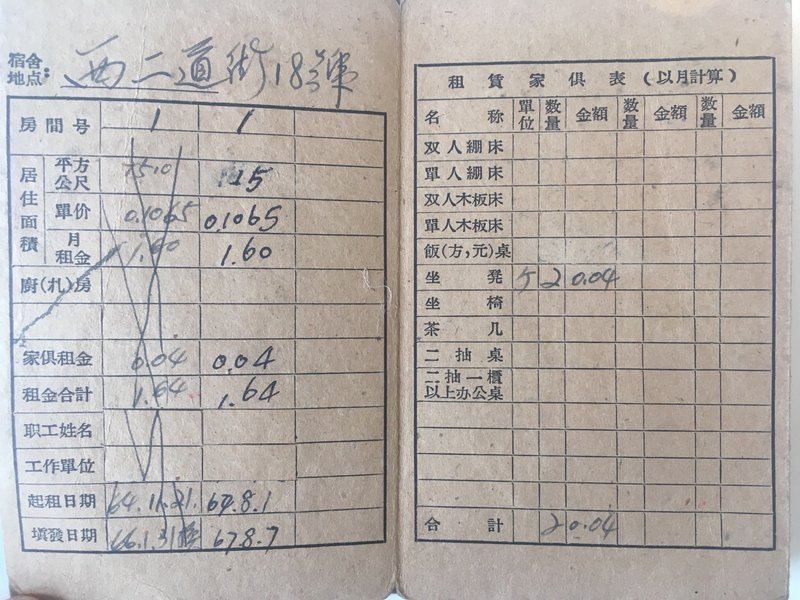 宿舍地点: 西二道街18号
房間号 1 1
居住面積
平方公尺 15
單价 0.1065 0.1065
月租金 1.60 1.60
廚(札)房
家俱租金 0.04 0.04
租金合計 1.64 1.64
职工姓名
工作單位
起租日期 64.11.21. 67.8.1
填發日期 66.1.31 67.8.7
租賃家俱表(以月計算)
名称 單位 数量 金額 数量 金額 数量 金額
双人綳床
單人綳床
双人木板床
單人木板床
飯(方,元)桌
坐凳 ケ 2 0.04
坐椅
茶几
二抽桌
二抽一櫃以上办公桌
合計 2 0.04